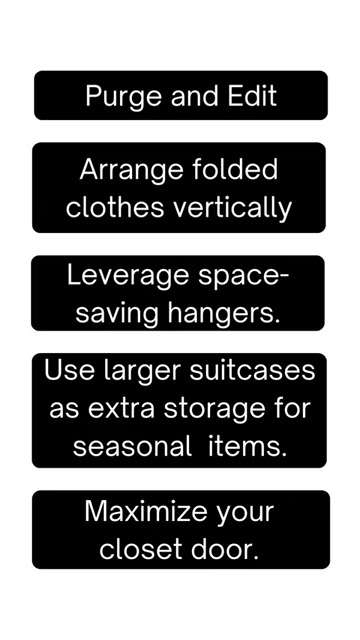 Purge and Edit
Arrange folded
clothes vertically
Leverage space-
saving hangers.
Use larger suitcases
as extra storage for
seasonal items.
Maximize your
closet door.